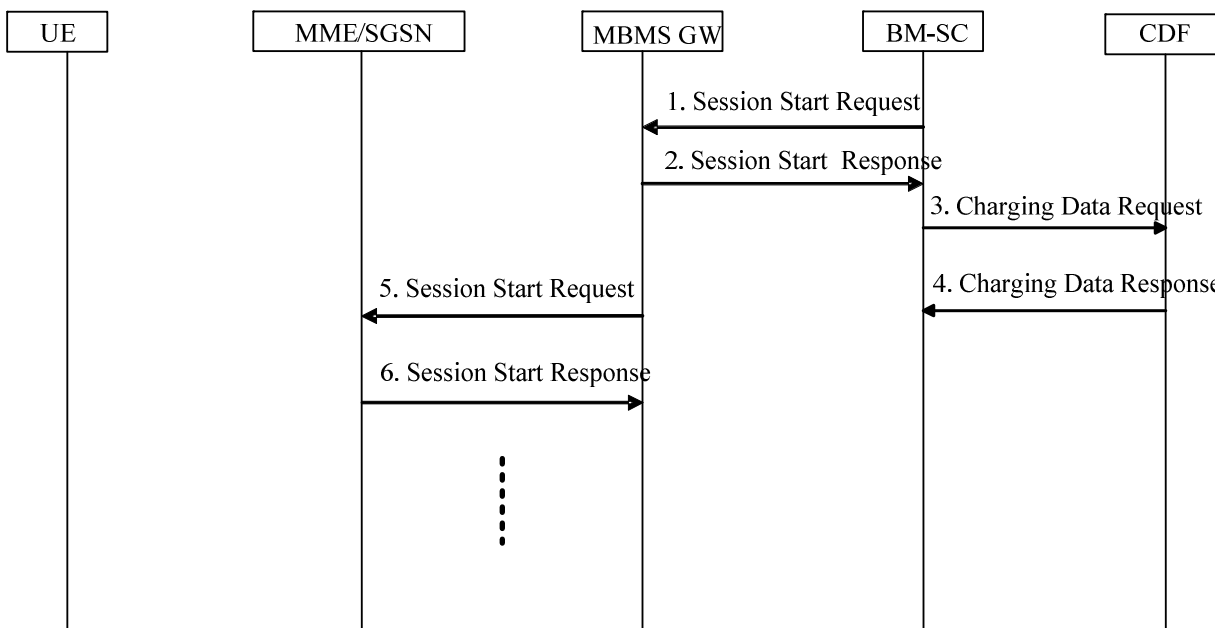 UE
MME/SGSN
MBMS GW
BM-SC
CDF
1. Session Start Request
2. Session Start Response
3. Charging Data Request
4. Charging Data Response
5. Session Start Request
6. Session Start Response